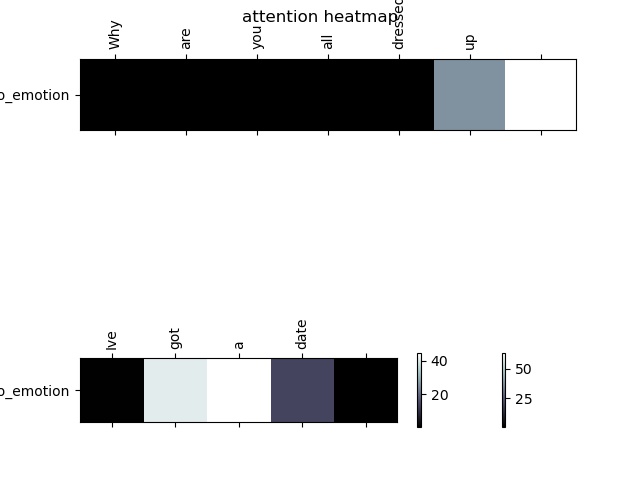 attention heatmap
Why are you all dressed up
o_emotion
Ive got a date
o_emotion
40
20
50
25